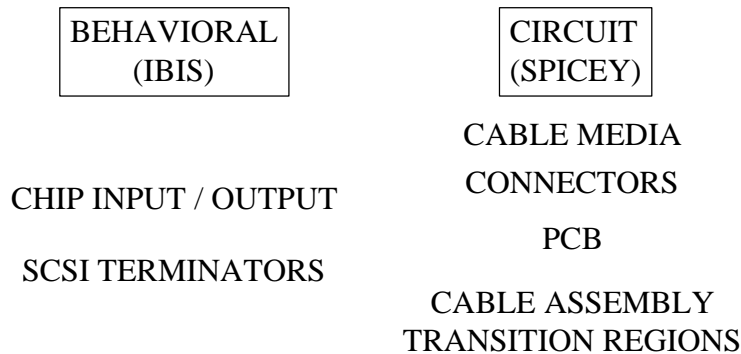 BEHAVIORAL
(IBIS)
CHIP INPUT / OUTPUT
SCSI TERMINATORS
CIRCUIT
(SPICEY)
CABLE MEDIA
CONNECTORS
PCB
CABLE ASSEMBLY
TRANSITION REGIONS